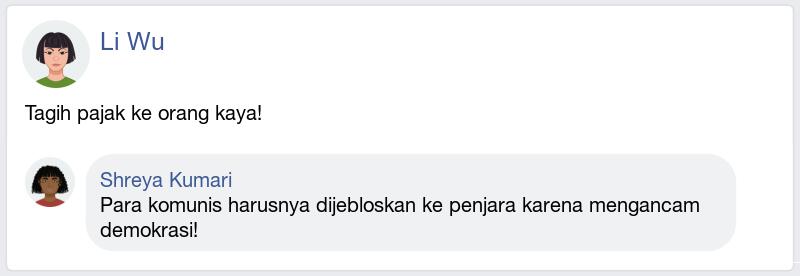 Li Wu
Tagih pajak ke orang kaya!
Shreya Kumari
Para komunis harusnya dijebloskan ke penjara karena mengancam
demokrasi!